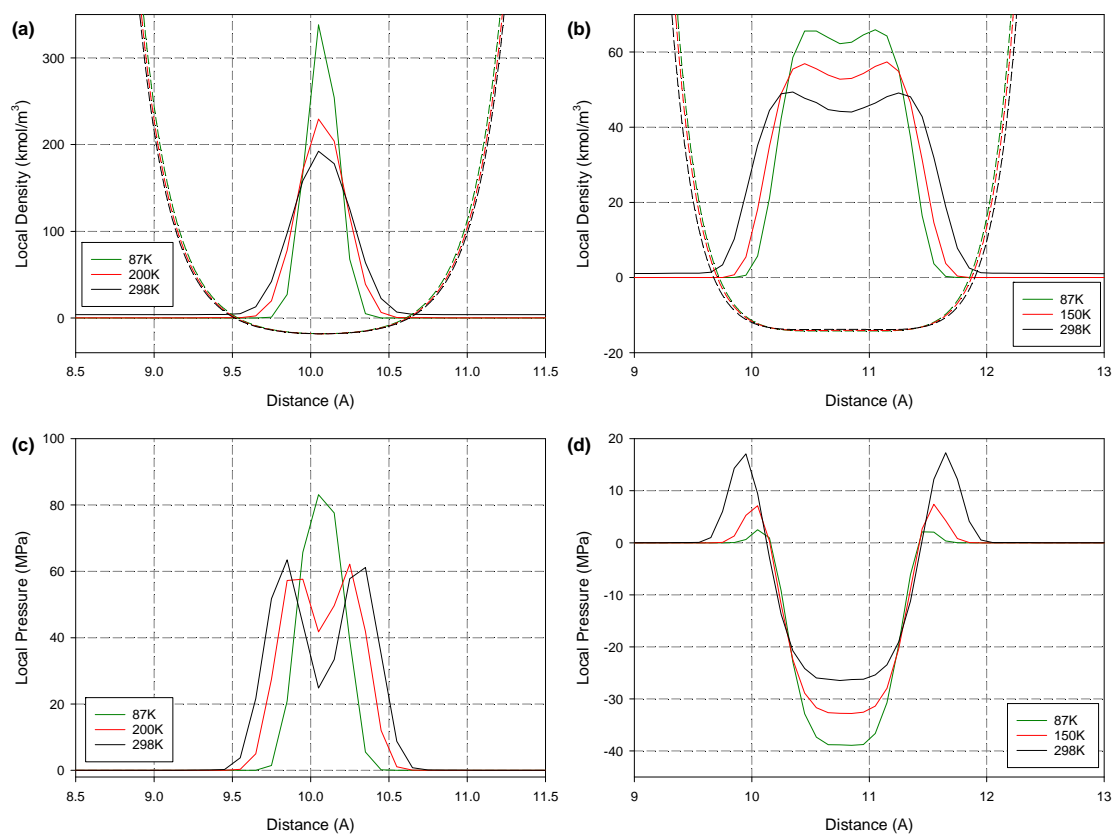 (a)
Local Density (kmol/m³)
300
200
100
0
87K
200K
298K
8.5 9.0 9.5 10.0 10.5 11.0 11.5
Distance (A)
(b)
Local Density (kmol/m³)
60
40
20
0
-20
87K
150K
298K
9 10 11 12 13
Distance (A)
(c)
Local Pressure (MPa)
100
80
60
40
20
0
87K
200K
298K
8.5 9.0 9.5 10.0 10.5 11.0 11.5
Distance (A)
(d)
Local Pressure (MPa)
20
10
0
-10
-20
-30
-40
87K
150K
298K
9 10 11 12 13
Distance (A)